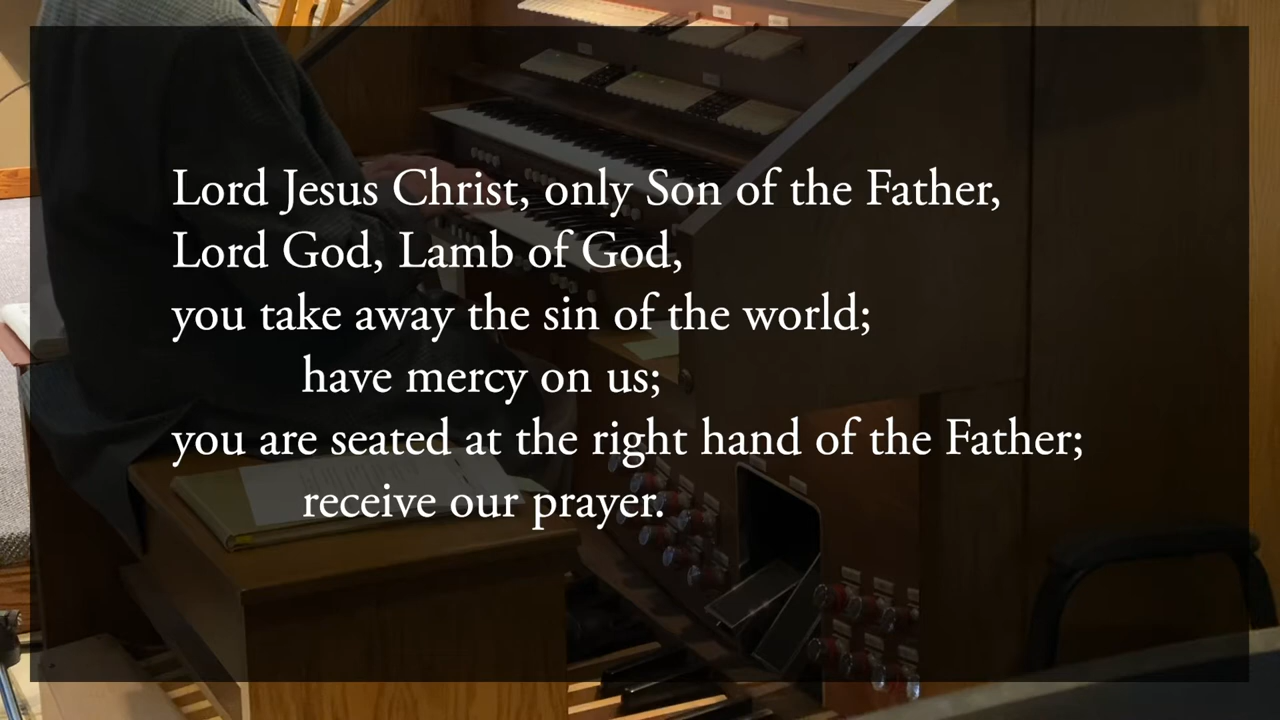 Lord Jesus Christ, only Son of the Father,
Lord God, Lamb of God,
you take away the sin of the world;
have mercy on us;
you are seated at the right hand of the Father;
receive our prayer.